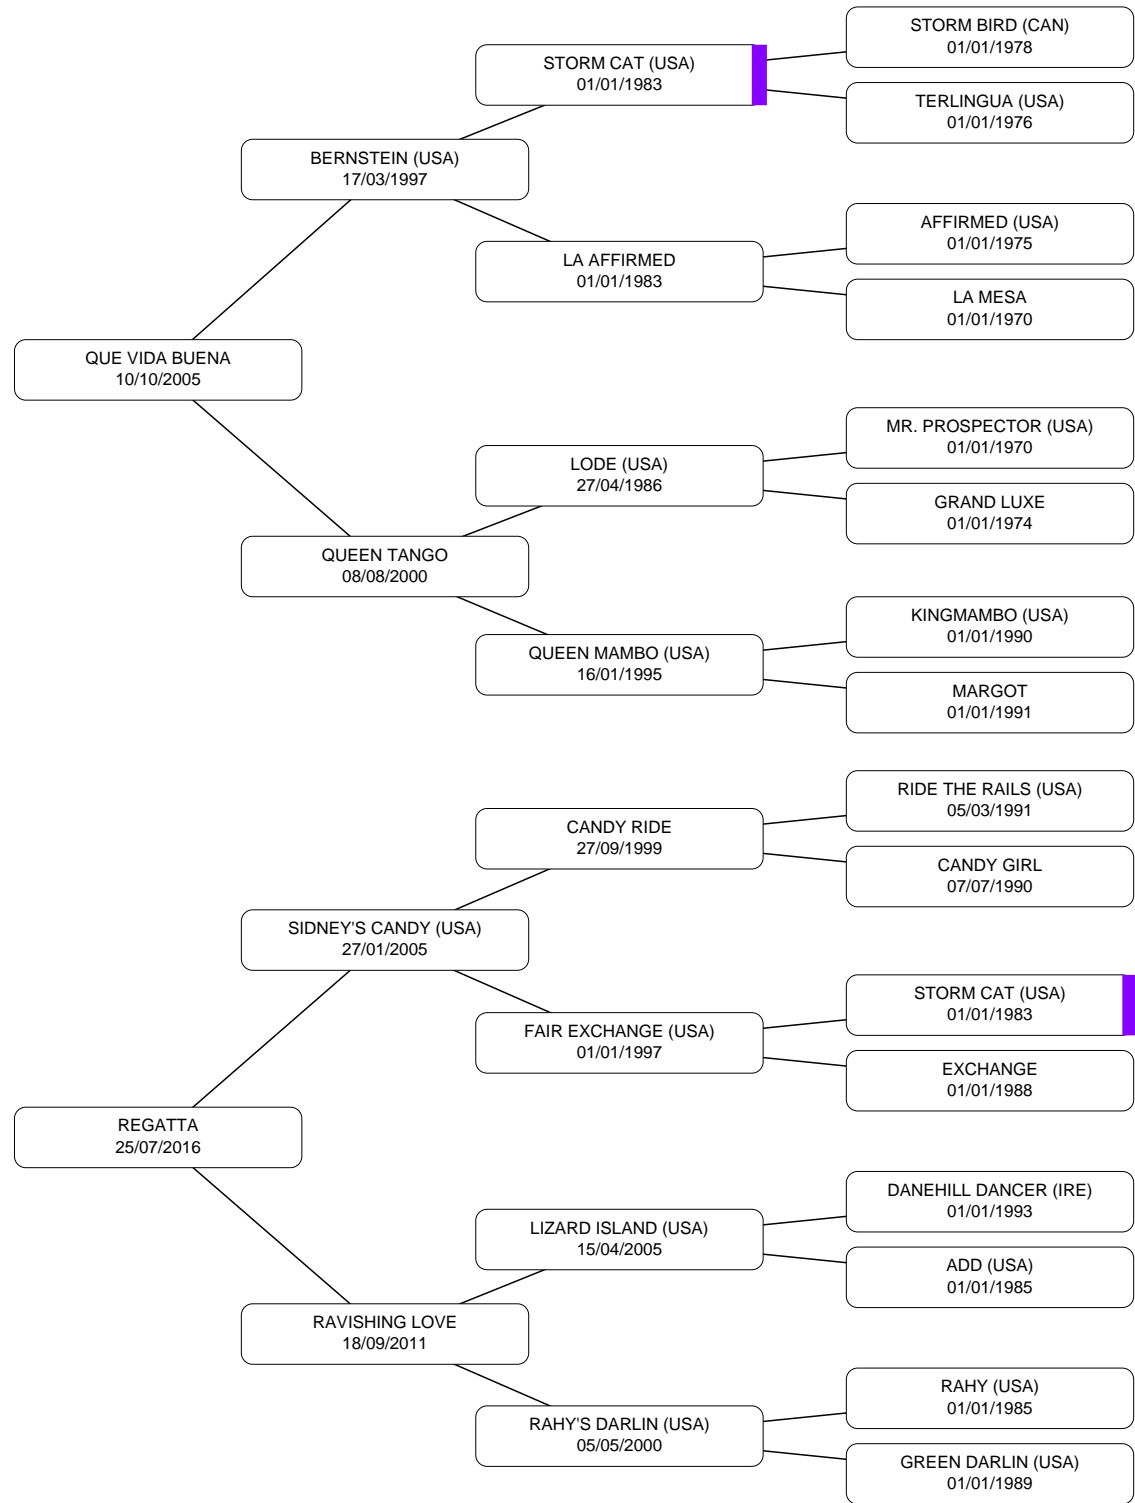 STORM BIRD (CAN)
01/01/1978
STORM CAT (USA)
01/01/1983
TERLINGUA (USA)
01/01/1976
BERNSTEIN (USA)
17/03/1997
AFFIRMED (USA)
01/01/1975
LA AFFIRMED
01/01/1983
LA MESA
01/01/1970
QUE VIDA BUENA
10/10/2005
MR. PROSPECTOR (USA)
01/01/1970
LODE (USA)
27/04/1986
GRAND LUXE
01/01/1974
QUEEN TANGO
08/08/2000
KINGMAMBO (USA)
01/01/1990
QUEEN MAMBO (USA)
16/01/1995
MARGOT
01/01/1991
RIDE THE RAILS (USA)
05/03/1991
CANDY RIDE
27/09/1999
CANDY GIRL
07/07/1990
SIDNEY'S CANDY (USA)
27/01/2005
STORM CAT (USA)
01/01/1983
FAIR EXCHANGE (USA)
01/01/1997
EXCHANGE
01/01/1988
REGATTA
25/07/2016
DANEHILL DANCER (IRE)
01/01/1993
LIZARD ISLAND (USA)
15/04/2005
ADD (USA)
01/01/1985
RAVISHING LOVE
18/09/2011
RAHY (USA)
01/01/1985
RAHY'S DARLIN (USA)
05/05/2000
GREEN DARLIN (USA)
01/01/1989